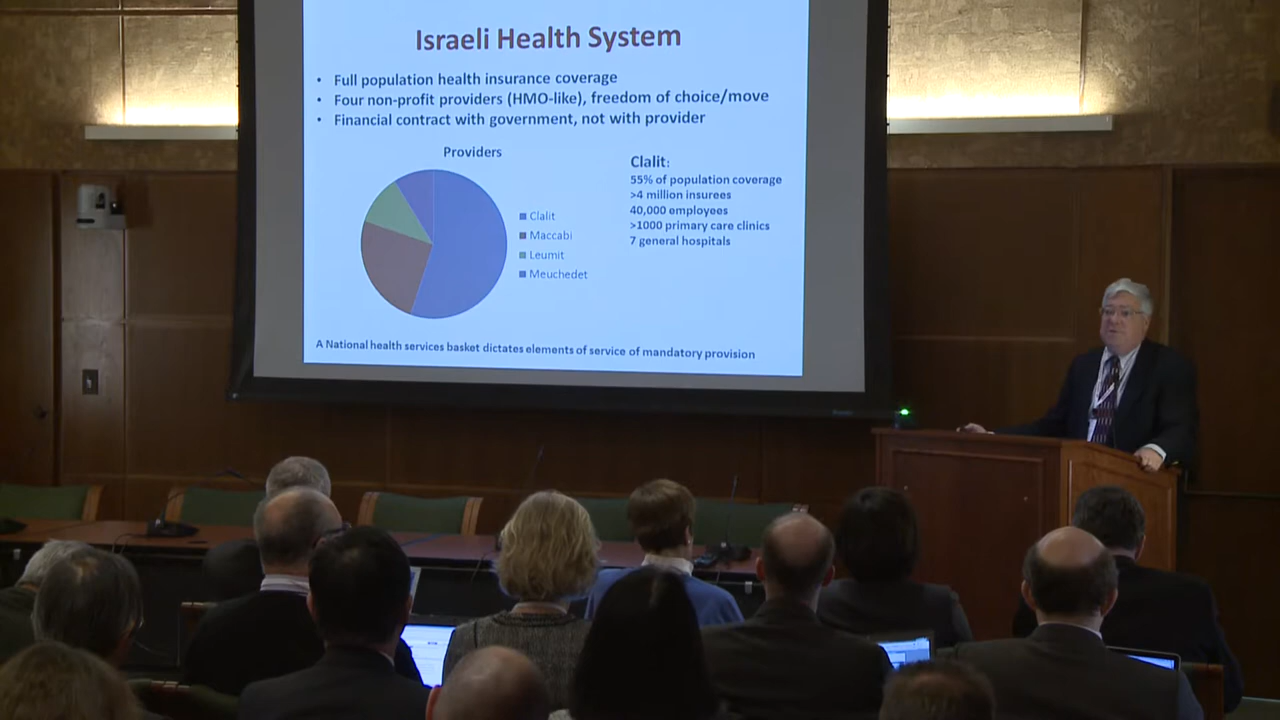 Israeli Health System
• Full population health insurance coverage
• Four non-profit providers (HMO-like), freedom of choice/move
• Financial contract with government, not with provider
Providers
Clalit
Maccabi
Leumit
Meuchedet
Clalit:
55% of population coverage
>4 million insurees
40,000 employees
>1000 primary care clinics
7 general hospitals
A National health services basket dictates elements of service of mandatory provision